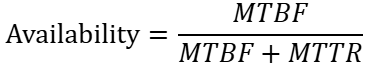 Availability = MTBF / (MTBF + MTTR)